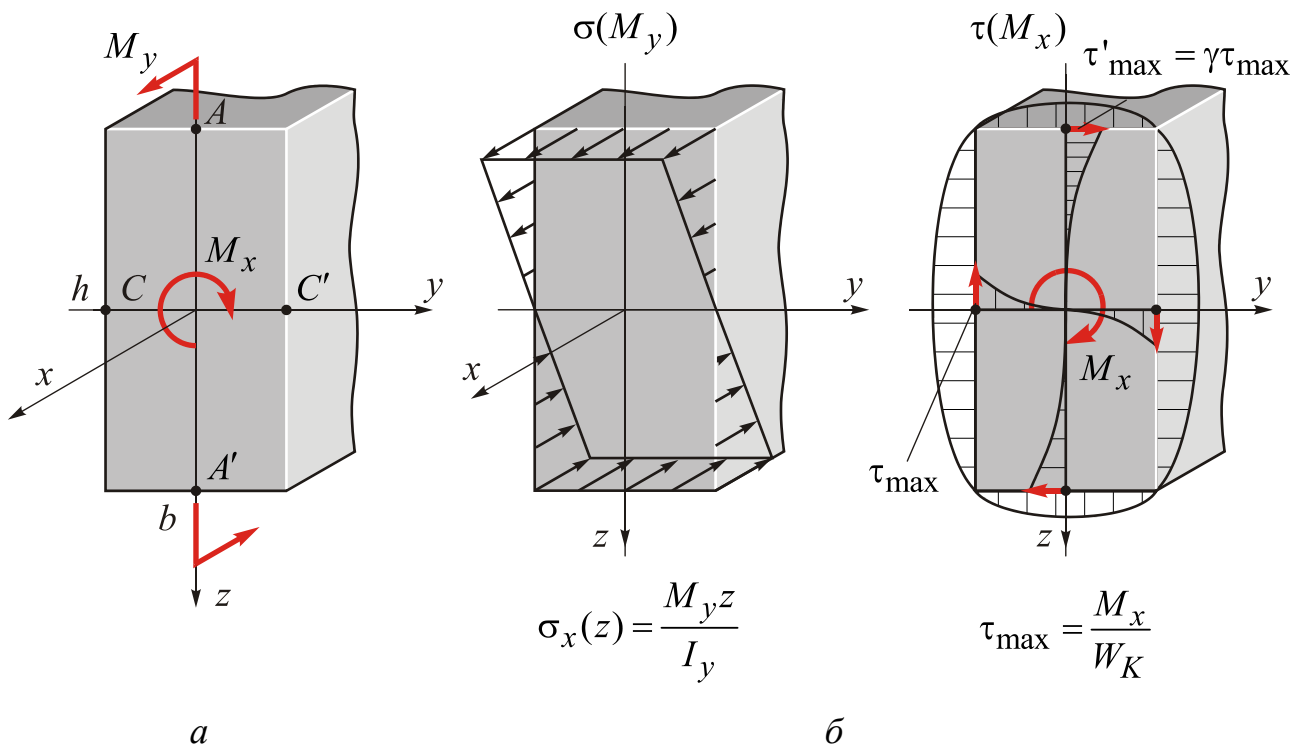 M_y
A
M_x
h
C
C'
y
x
A'
b
z
а
σ(M_y)
y
x
z
σ_x(z) = M_y z / I_y
τ(M_x)
τ'_max = γτ_max
y
M_x
τ_max
z
τ_max = M_x / W_K
б